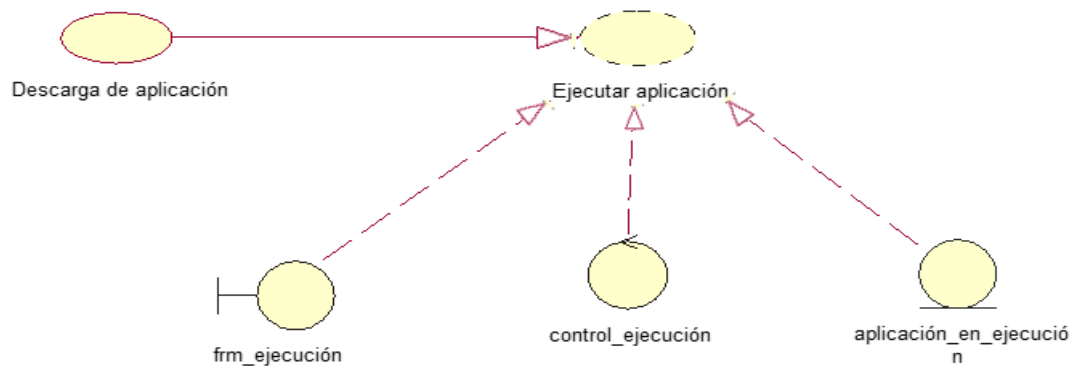 Descarga de aplicación
Ejecutar aplicación
frm_ejecución
control_ejecución
aplicación_en_ejecució
n